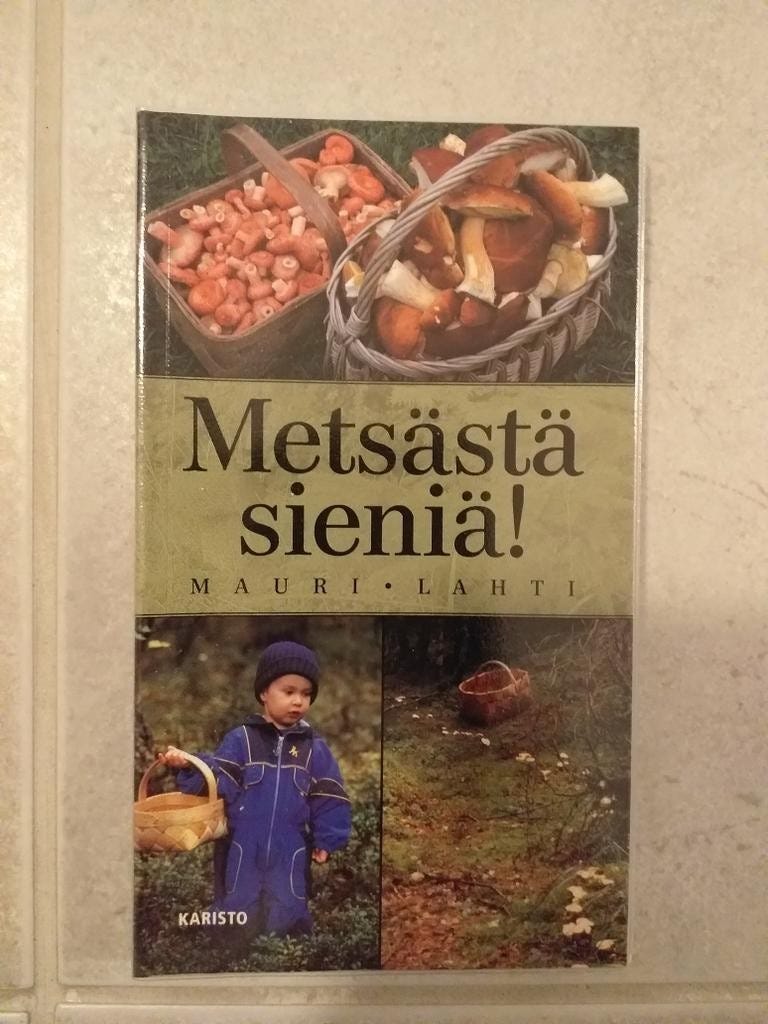 Metsästä
sieniä!
MAURI • LAHTI
KARISTO